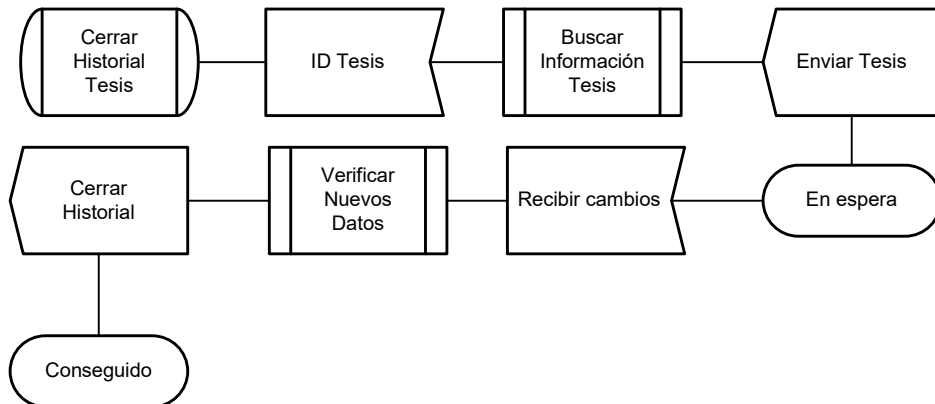 Cerrar
Historial
Tesis
ID Tesis
Buscar
Información
Tesis
Enviar Tesis
Cerrar
Historial
Verificar
Nuevos
Datos
Recibir cambios
En espera
Conseguido